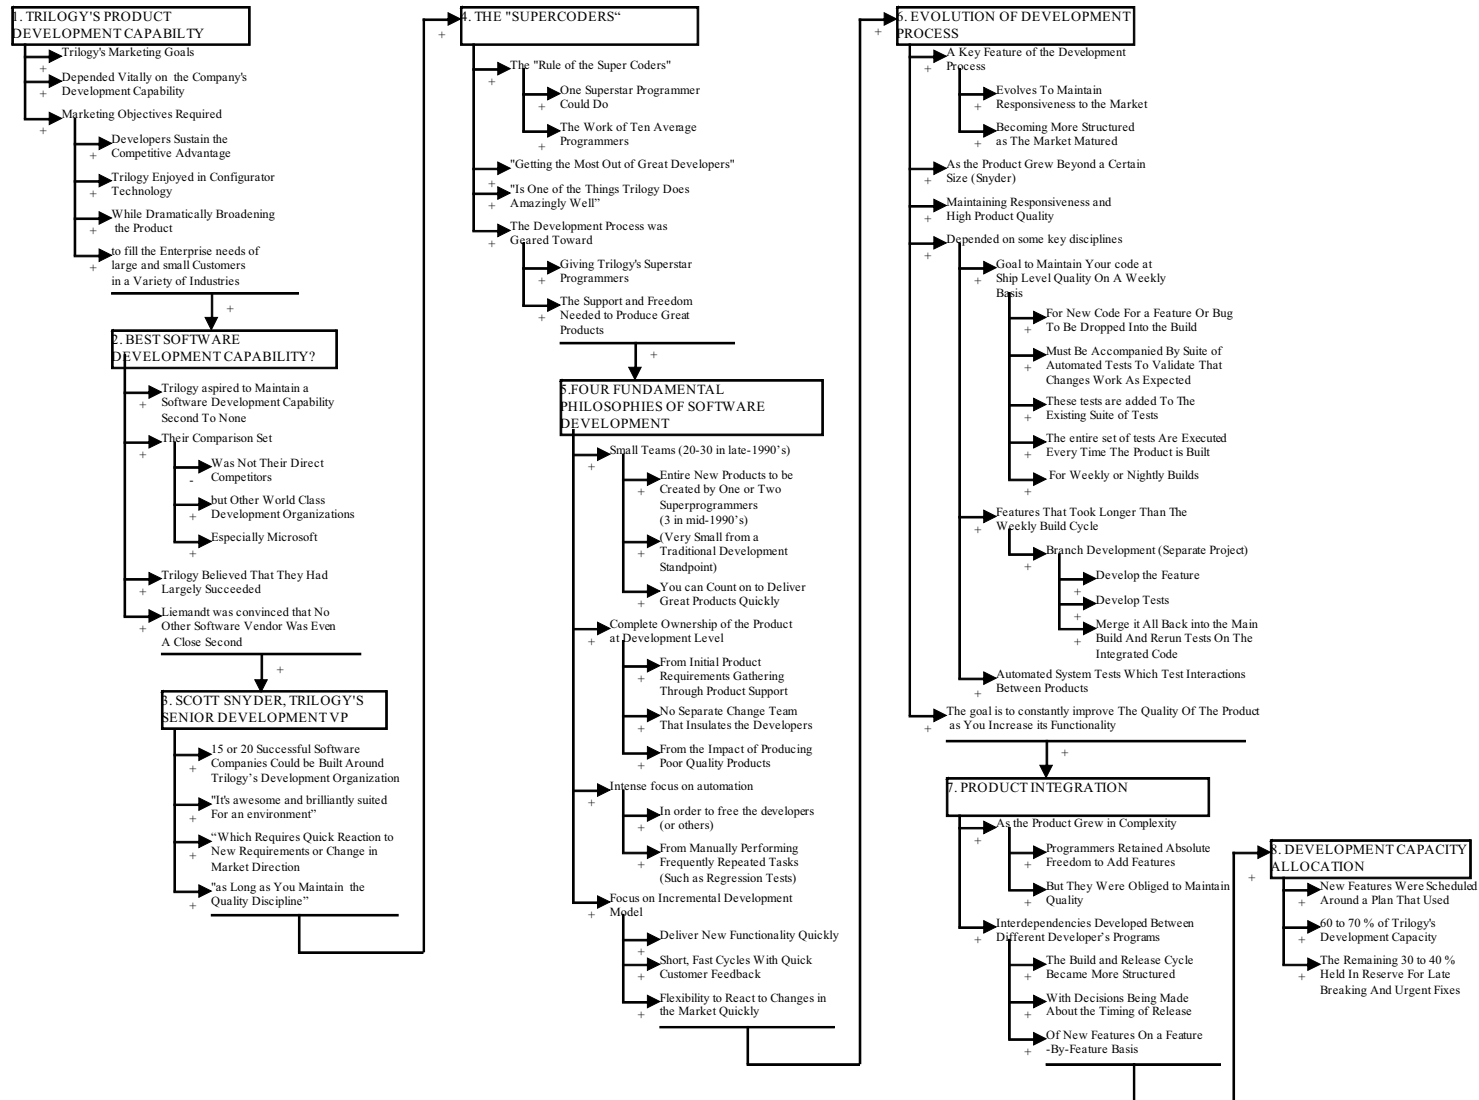 1. TRILOGY'S PRODUCT
DEVELOPMENT CAPABILTY
+
Trilogy's Marketing Goals
+
Depended Vitally on the Company's
Development Capability
+
Marketing Objectives Required
+
Developers Sustain the
Competitive Advantage
+
Trilogy Enjoyed in Configurator
Technology
+
While Dramatically Broadening
the Product
+
to fill the Enterprise needs of
large and small Customers
in a Variety of Industries
+
2. BEST SOFTWARE
DEVELOPMENT CAPABILITY?
+
Trilogy aspired to Maintain a
Software Development Capability
Second To None
+
Their Comparison Set
-
Was Not Their Direct
Competitors
+
but Other World Class
Development Organizations
+
Especially Microsoft
+
Trilogy Believed That They Had
Largely Succeeded
+
Liemandt was convinced that No
Other Software Vendor Was Even
A Close Second
+
3. SCOTT SNYDER, TRILOGY'S
SENIOR DEVELOPMENT VP
+
15 or 20 Successful Software
Companies Could be Built Around
Trilogy's Development Organization
+
"It's awesome and brilliantly suited
For an environment"
+
“Which Requires Quick Reaction to
New Requirements or Change in
Market Direction
+
"as Long as You Maintain the
Quality Discipline”
+
4. THE "SUPERCODERS“
+
The "Rule of the Super Coders"
+
One Superstar Programmer
Could Do
+
The Work of Ten Average
Programmers
+
"Getting the Most Out of Great Developers"
+
"Is One of the Things Trilogy Does
Amazingly Well”
+
The Development Process was
Geared Toward
+
Giving Trilogy's Superstar
Programmers
+
The Support and Freedom
Needed to Produce Great
Products
+
5.FOUR FUNDAMENTAL
PHILOSOPHIES OF SOFTWARE
DEVELOPMENT
+
Small Teams (20-30 in late-1990’s)
+
Entire New Products to be
Created by One or Two
Superprogrammers
(3 in mid-1990’s)
+
(Very Small from a
Traditional Development
Standpoint)
+
You can Count on to Deliver
Great Products Quickly
+
Complete Ownership of the Product
at Development Level
+
From Initial Product
Requirements Gathering
Through Product Support
+
No Separate Change Team
That Insulates the Developers
+
From the Impact of Producing
Poor Quality Products
+
Intense focus on automation
+
In order to free the developers
(or others)
+
From Manually Performing
Frequently Repeated Tasks
(Such as Regression Tests)
+
Focus on Incremental Development
Model
+
Deliver New Functionality Quickly
+
Short, Fast Cycles With Quick
Customer Feedback
+
Flexibility to React to Changes in
the Market Quickly
+
6. EVOLUTION OF DEVELOPMENT
PROCESS
+
A Key Feature of the Development
Process
+
Evolves To Maintain
Responsiveness to the Market
+
Becoming More Structured
as The Market Matured
+
As the Product Grew Beyond a Certain
Size (Snyder)
+
Maintaining Responsiveness and
High Product Quality
+
Depended on some key disciplines
+
Goal to Maintain Your code at
Ship Level Quality On A Weekly
Basis
+
For New Code For a Feature Or Bug
To Be Dropped Into the Build
+
Must Be Accompanied By Suite of
Automated Tests To Validate That
Changes Work As Expected
+
These tests are added To The
Existing Suite of Tests
+
The entire set of tests Are Executed
Every Time The Product is Built
+
For Weekly or Nightly Builds
+
Features That Took Longer Than The
Weekly Build Cycle
+
Branch Development (Separate Project)
+
Develop the Feature
+
Develop Tests
+
Merge it All Back into the Main
Build And Rerun Tests On The
Integrated Code
+
Automated System Tests Which Test Interactions
Between Products
+
The goal is to constantly improve The Quality Of The Product
as You Increase its Functionality
+
7. PRODUCT INTEGRATION
+
As the Product Grew in Complexity
+
Programmers Retained Absolute
Freedom to Add Features
+
But They Were Obliged to Maintain
Quality
+
Interdependencies Developed Between
Different Developer's Programs
+
The Build and Release Cycle
Became More Structured
+
With Decisions Being Made
About the Timing of Release
+
Of New Features On a Feature
-By-Feature Basis
+
8. DEVELOPMENT CAPACITY
ALLOCATION
+
New Features Were Scheduled
Around a Plan That Used
+
60 to 70 % of Trilogy's
Development Capacity
+
The Remaining 30 to 40 %
Held In Reserve For Late
Breaking And Urgent Fixes